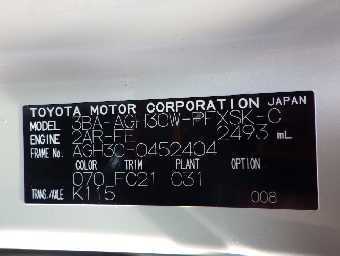 TOYOTA MOTOR CORPORATION JAPAN
MODEL 3BA-AGH30W-PFXSK-C
ENGINE 2AR-FE 2493 mL
FRAME No. AGH30-0452404
COLOR TRIM PLANT OPTION
070 FC21 C31
TRANS./AXLE K115 008